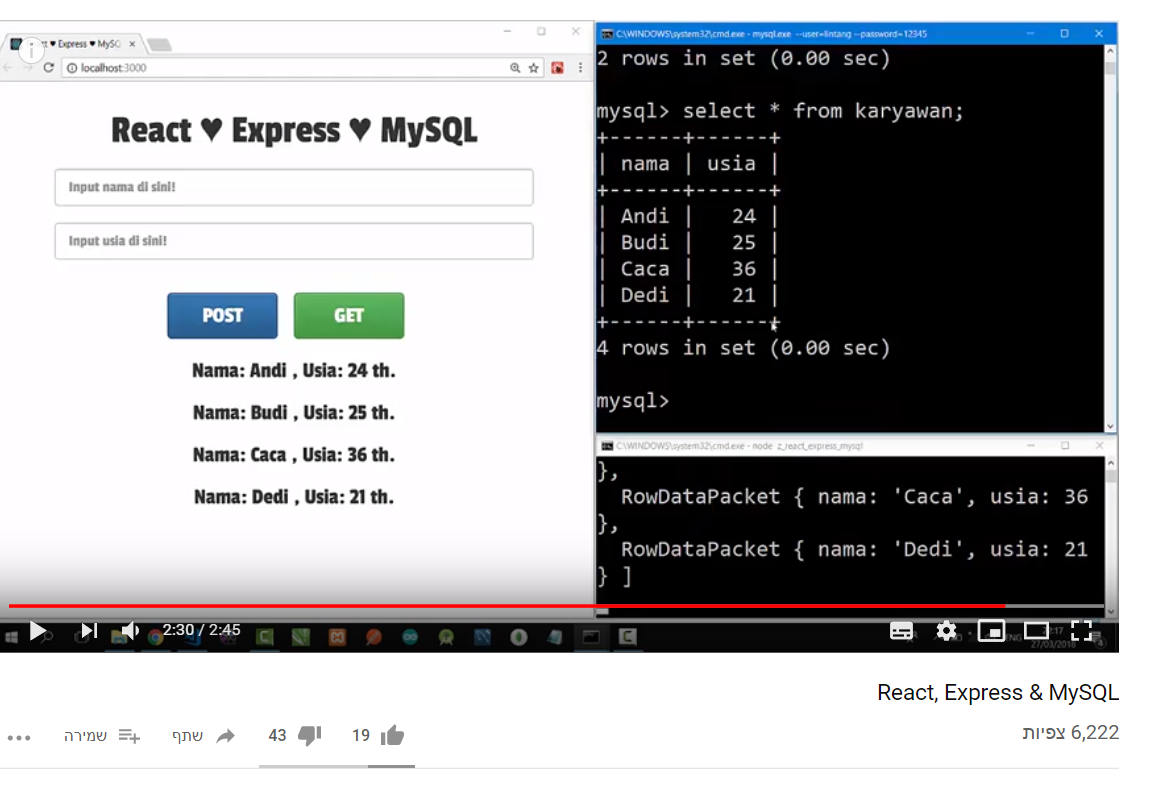 React ♥ Express ♥ MySQL
localhost:3000
React ♥ Express ♥ MySQL
Input nama di sini!
Input usia di sini!
POST GET
Nama: Andi , Usia: 24 th.
Nama: Budi , Usia: 25 th.
Nama: Caca , Usia: 36 th.
Nama: Dedi , Usia: 21 th.
C:\WINDOWS\system32\cmd.exe - mysql.exe --user=lintang --password=12345
2 rows in set (0.00 sec)
mysql> select * from karyawan;
+------+------+
| nama | usia |
+------+------+
| Andi | 24 |
| Budi | 25 |
| Caca | 36 |
| Dedi | 21 |
+------+------+
4 rows in set (0.00 sec)
mysql>
C:\WINDOWS\system32\cmd.exe - node z_react_express_mysql
},
RowDataPacket { nama: 'Caca', usia: 36
},
RowDataPacket { nama: 'Dedi', usia: 21
} ]
2:30 / 2:45
27/03/2018
React, Express & MySQL
6,222 צפיות
19 43 שתף שמירה